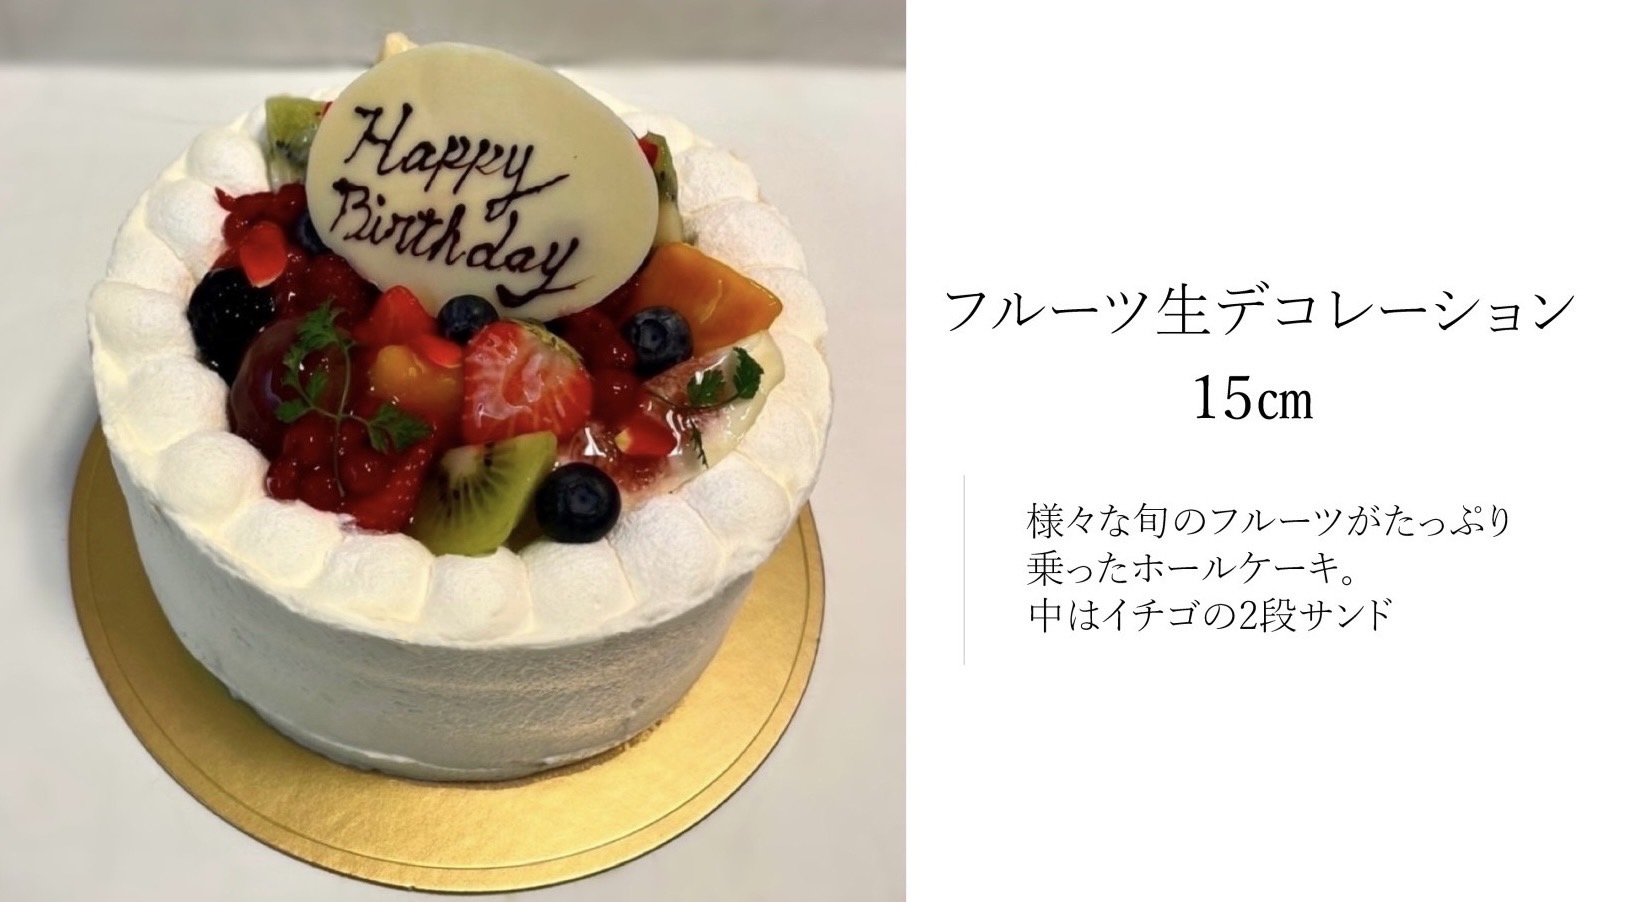 Happy
Birthday
フルーツ生デコレーション
15㎝
様々な旬のフルーツがたっぷり
乗ったホールケーキ。
中はイチゴの2段サンド